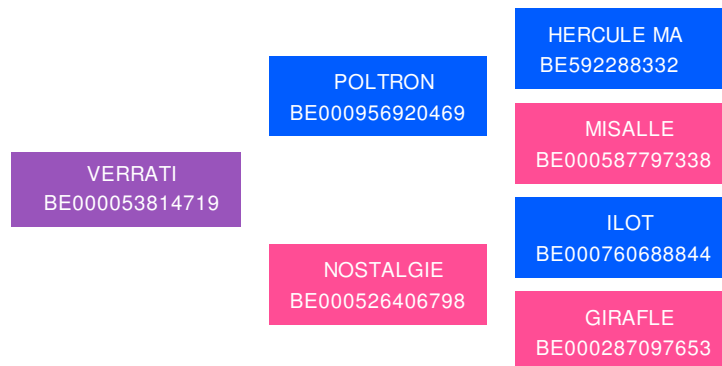 VERRATI
BE000053814719
POLTRON
BE000956920469
NOSTALGIE
BE000526406798
HERCULE MA
BE592288332
MISALLE
BE000587797338
ILOT
BE000760688844
GIRAFLE
BE000287097653